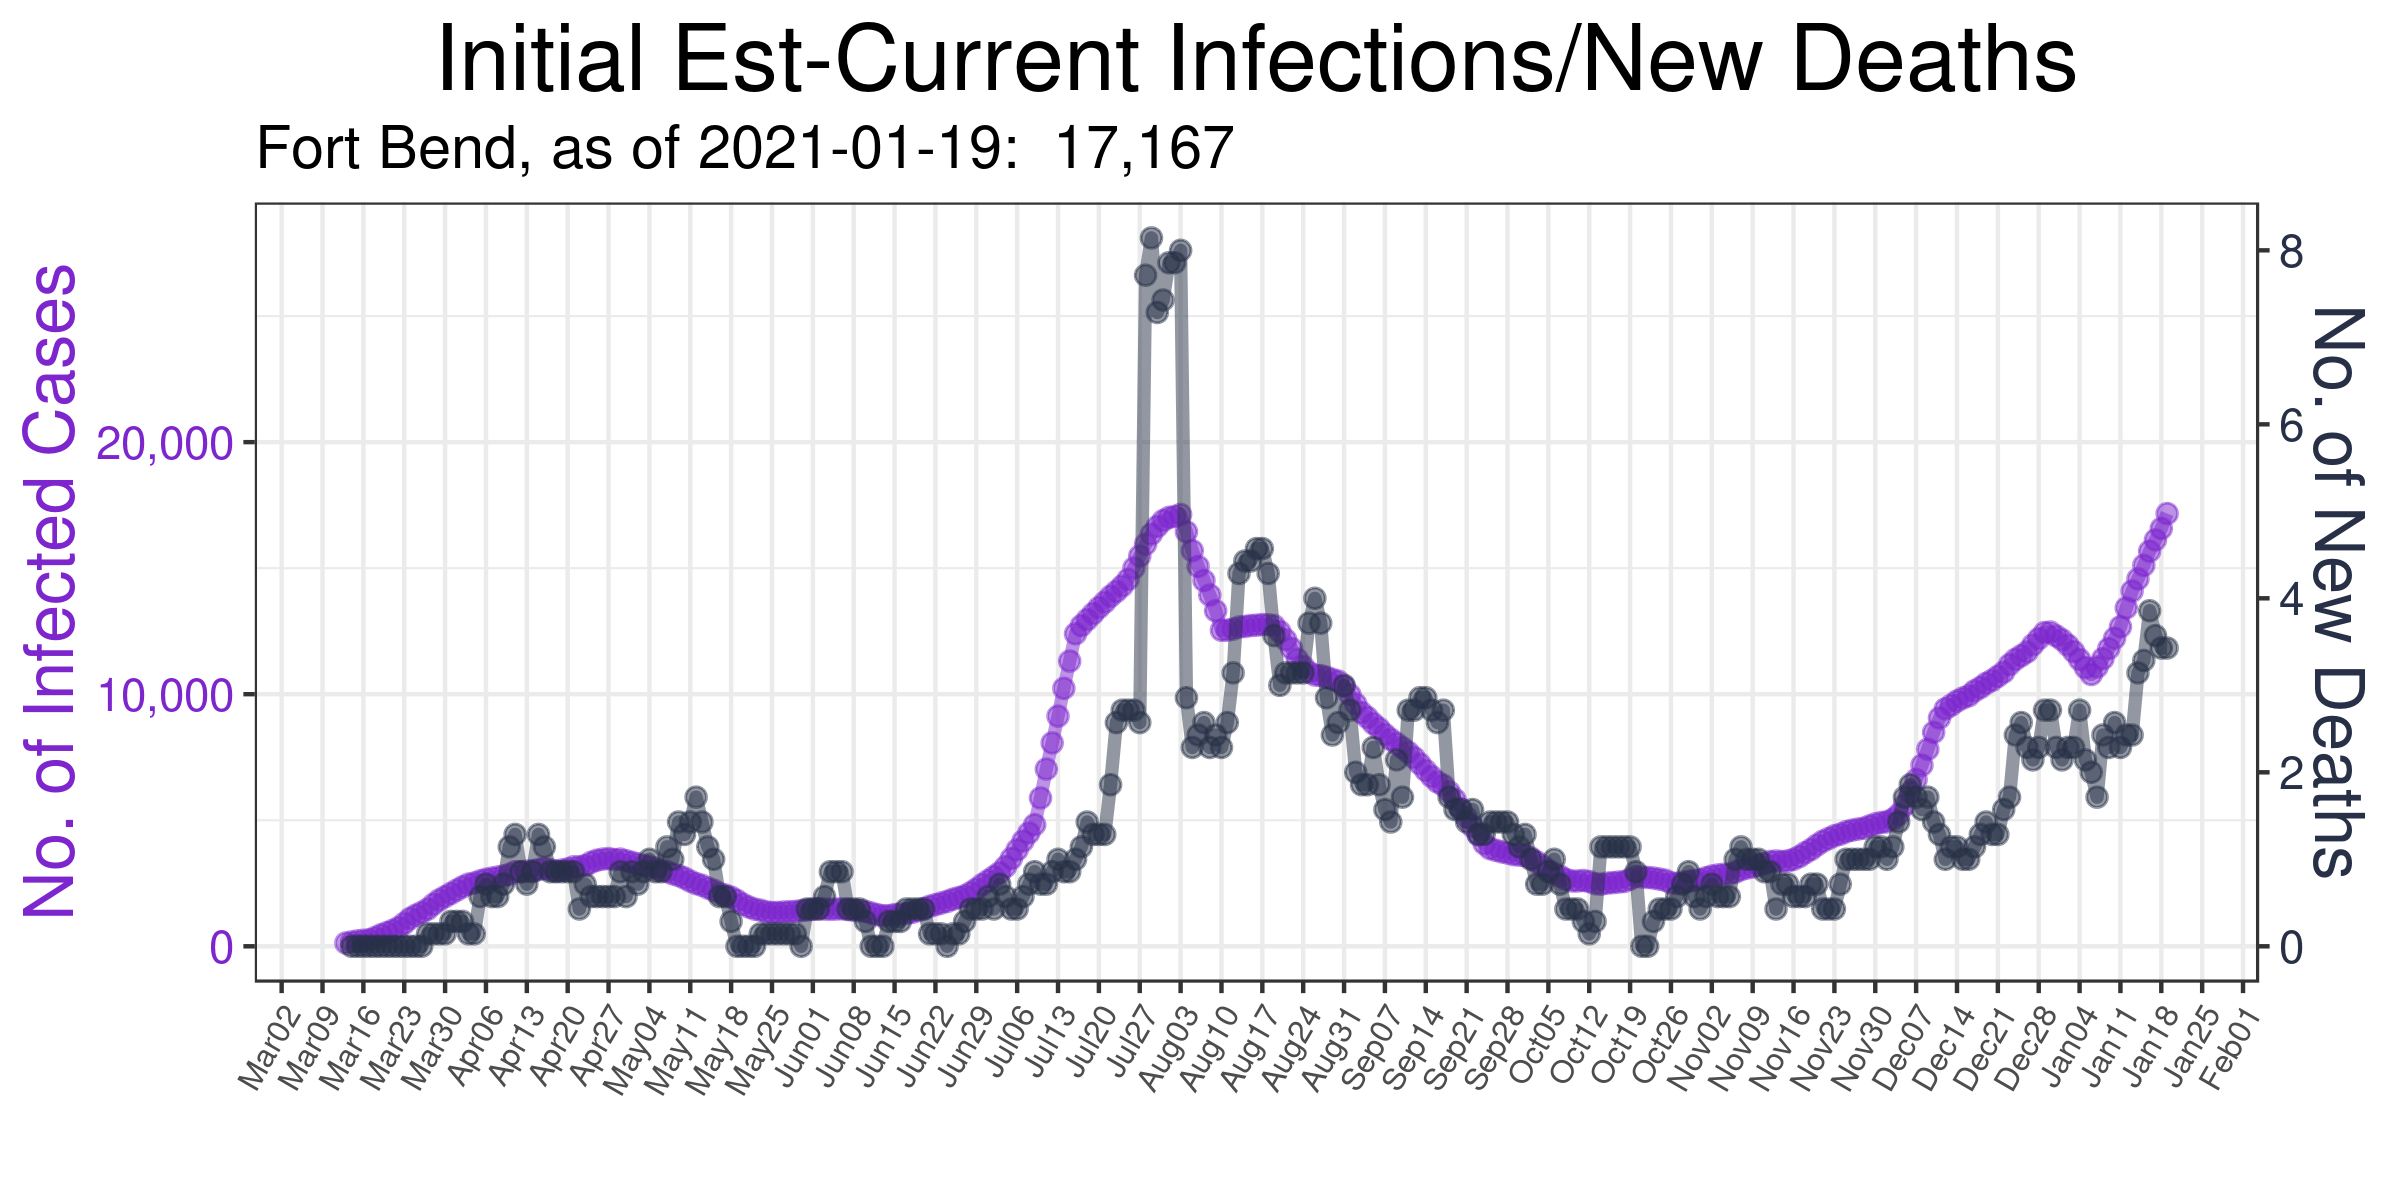 Initial Est-Current Infections/New Deaths
Fort Bend, as of 2021-01-19:  17,167
No. of Infected Cases
20,000
10,000
0
8
6
4
2
0
No. of New Deaths
Mar02
Mar09
Mar16
Mar23
Mar30
Apr06
Apr13
Apr20
Apr27
May04
May11
May18
May25
Jun01
Jun08
Jun15
Jun22
Jun29
Jul06
Jul13
Jul20
Jul27
Aug03
Aug10
Aug17
Aug24
Aug31
Sep07
Sep14
Sep21
Sep28
Oct05
Oct12
Oct19
Oct26
Nov02
Nov09
Nov16
Nov23
Nov30
Dec07
Dec14
Dec21
Dec28
Jan04
Jan11
Jan18
Jan25
Feb01